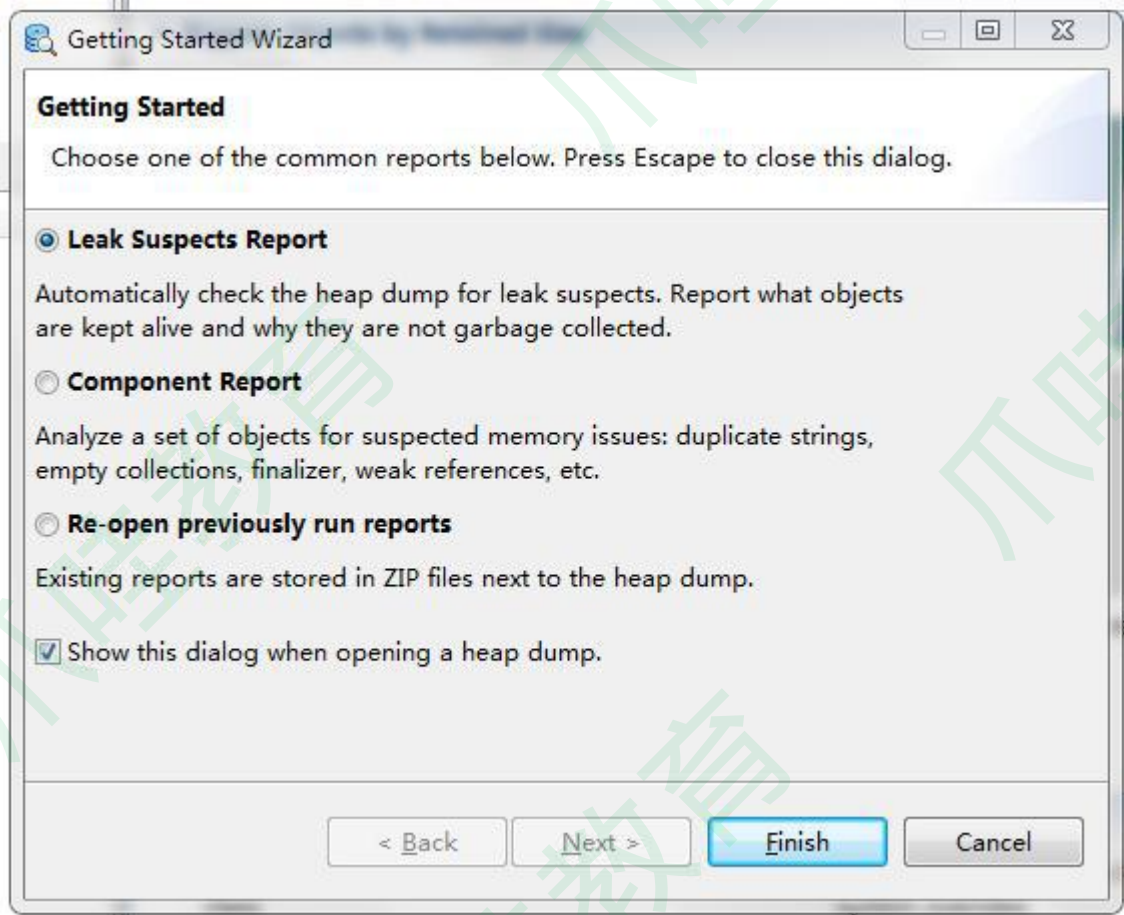 Getting Started Wizard
Getting Started
Choose one of the common reports below. Press Escape to close this dialog.
Leak Suspects Report
Automatically check the heap dump for leak suspects. Report what objects
are kept alive and why they are not garbage collected.
Component Report
Analyze a set of objects for suspected memory issues: duplicate strings,
empty collections, finalizer, weak references, etc.
Re-open previously run reports
Existing reports are stored in ZIP files next to the heap dump.
Show this dialog when opening a heap dump.
< Back
Next >
Finish
Cancel
爪哇教育